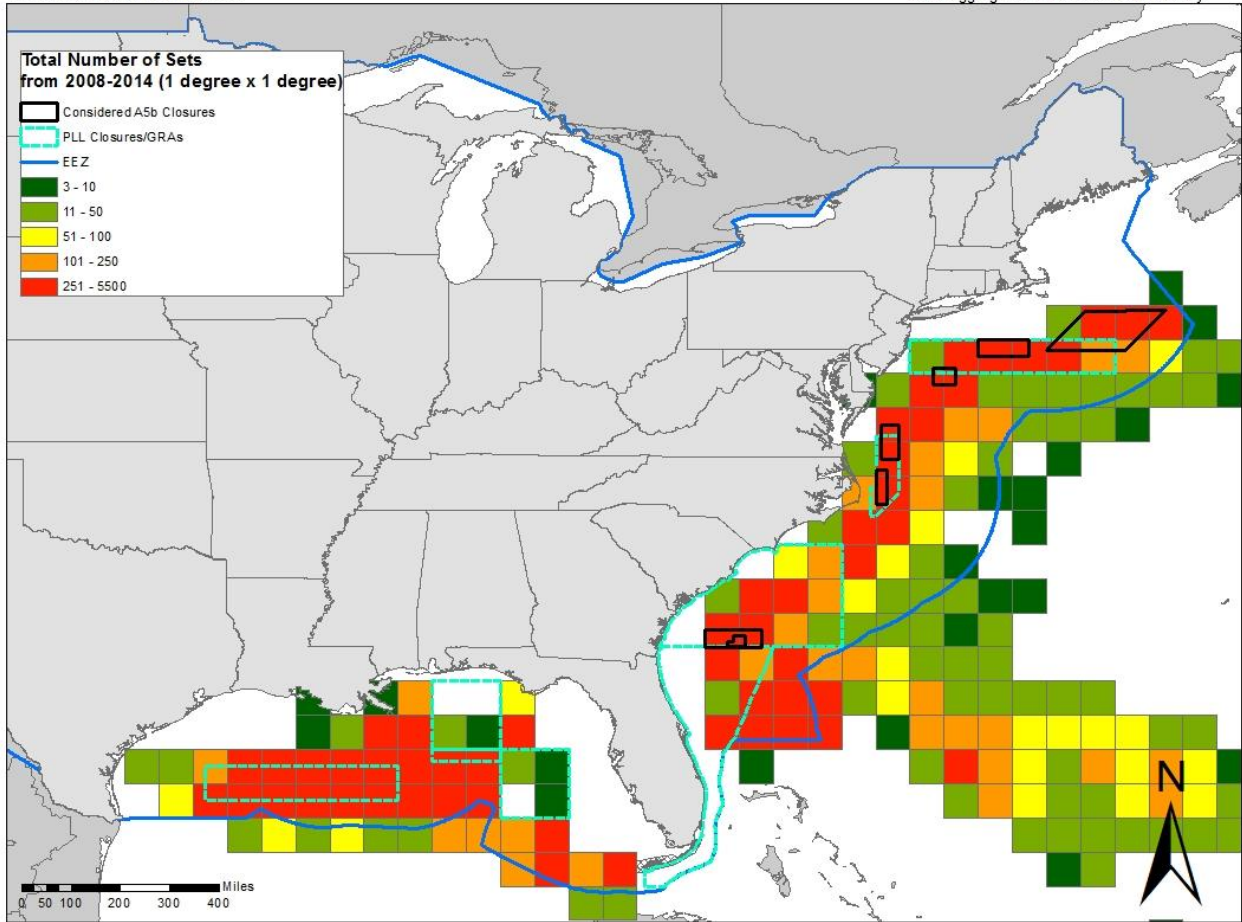 Total Number of Sets
from 2008-2014 (1 degree x 1 degree)
Considered A5b Closures
PLL Closures/GRAs
EEZ
3 - 10
11 - 50
51 - 100
101 - 250
251 - 5500
N
Miles
0 50 100 200 300 400